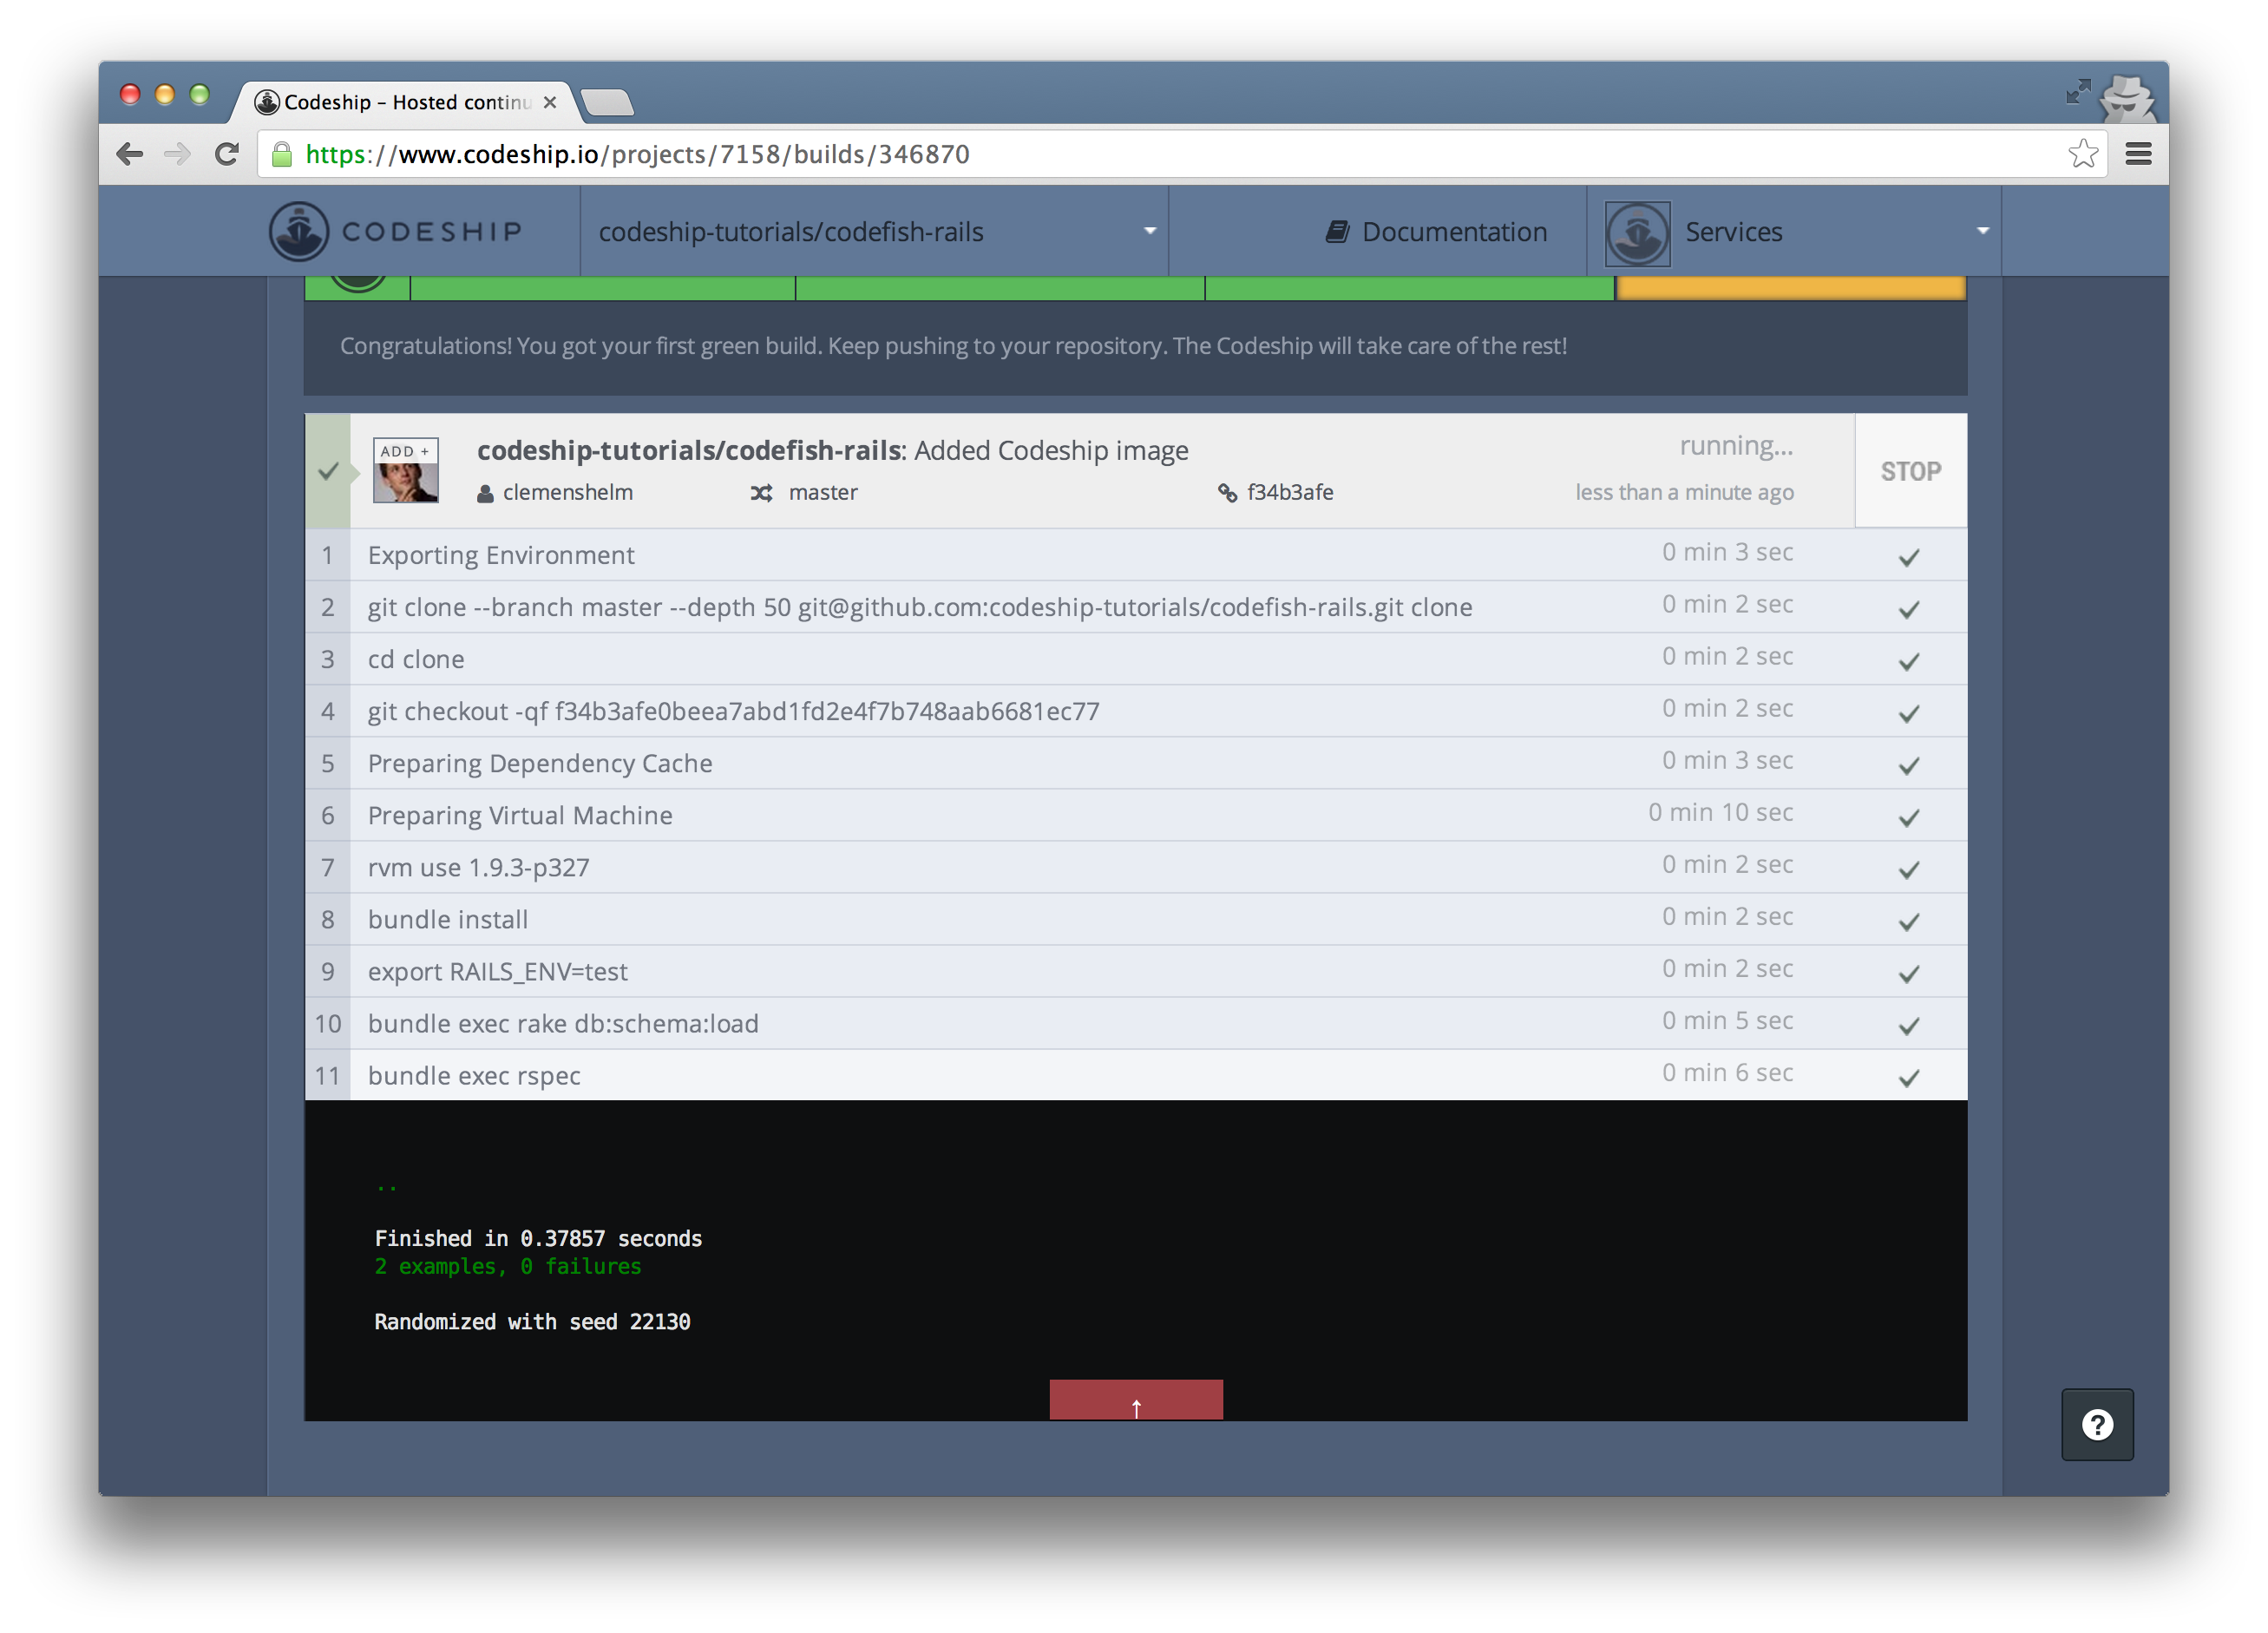 Codeship – Hosted continu
https://www.codeship.io/projects/7158/builds/346870
CODESHIP codeship-tutorials/codefish-rails Documentation Services
Congratulations! You got your first green build. Keep pushing to your repository. The Codeship will take care of the rest!
ADD + codeship-tutorials/codefish-rails: Added Codeship image running... STOP
clemenshelm master f34b3afe less than a minute ago
1 Exporting Environment 0 min 3 sec
2 git clone --branch master --depth 50 git@github.com:codeship-tutorials/codefish-rails.git clone 0 min 2 sec
3 cd clone 0 min 2 sec
4 git checkout -qf f34b3afe0beea7abd1fd2e4f7b748aab6681ec77 0 min 2 sec
5 Preparing Dependency Cache 0 min 3 sec
6 Preparing Virtual Machine 0 min 10 sec
7 rvm use 1.9.3-p327 0 min 2 sec
8 bundle install 0 min 2 sec
9 export RAILS_ENV=test 0 min 2 sec
10 bundle exec rake db:schema:load 0 min 5 sec
11 bundle exec rspec 0 min 6 sec
..
Finished in 0.37857 seconds
2 examples, 0 failures
Randomized with seed 22130
↑
?